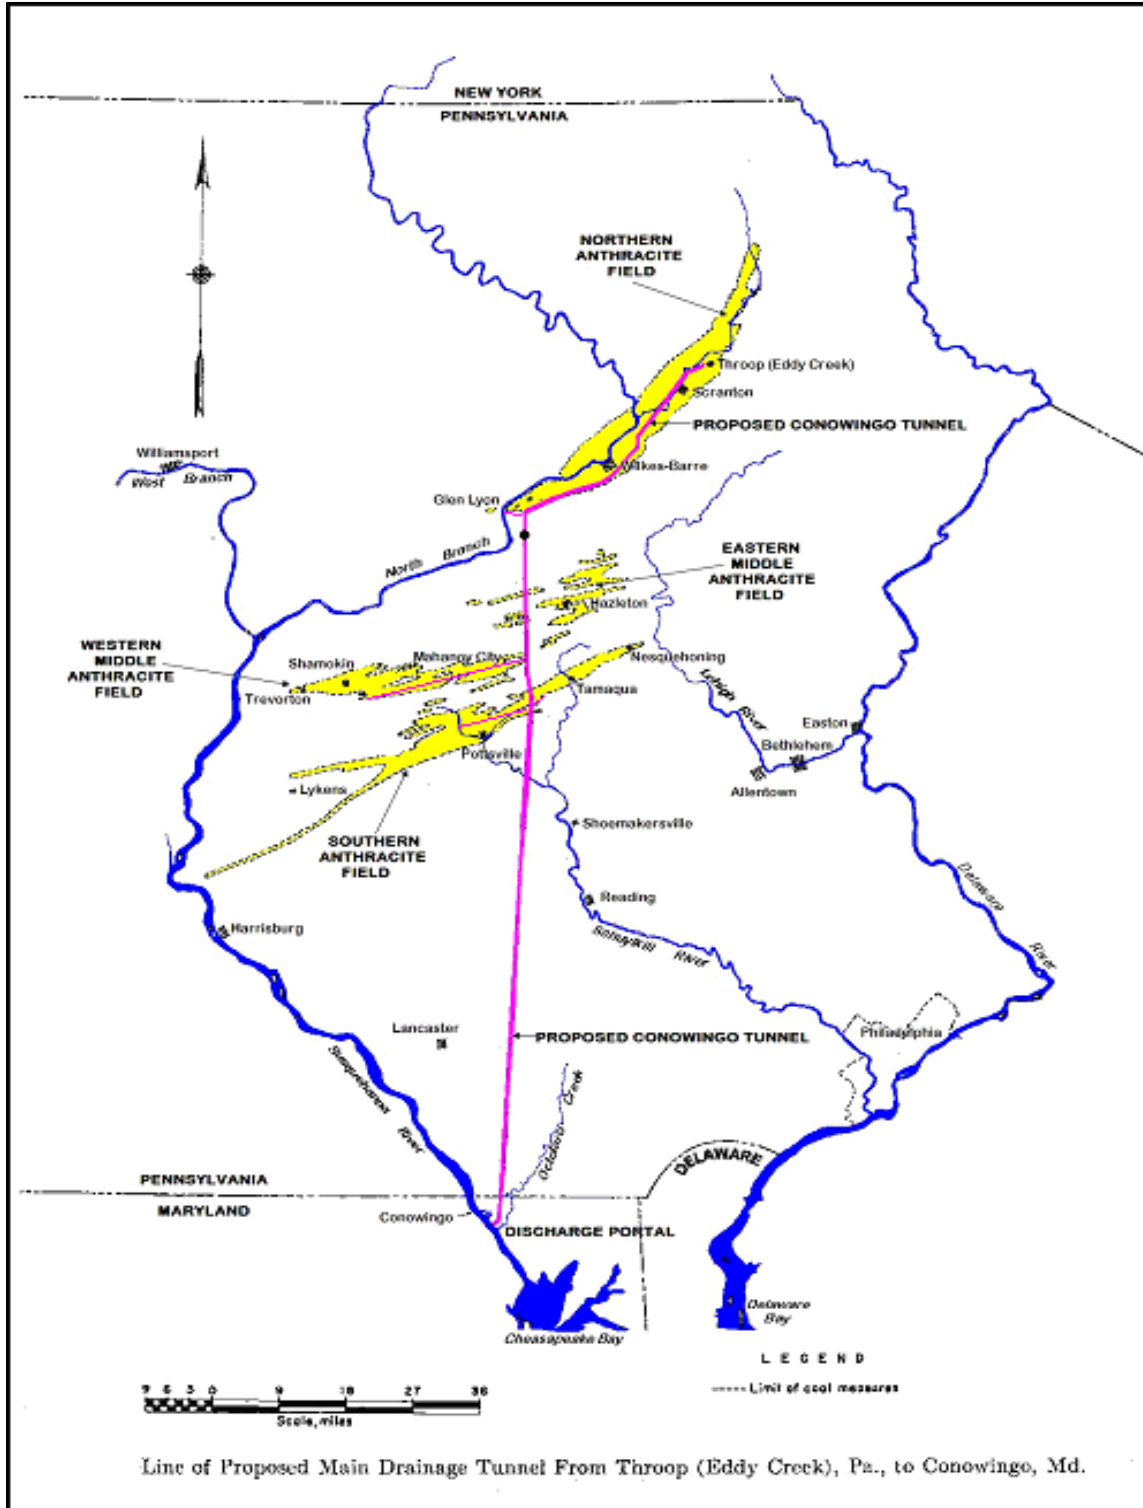 NEW YORK
PENNSYLVANIA
NORTHERN
ANTHRACITE
FIELD
Throop (Eddy Creek)
Scranton
PROPOSED CONOWINGO TUNNEL
Williamsport
West Branch
Wilkes-Barre
Glen Lyon
North Branch
EASTERN
MIDDLE
ANTHRACITE
FIELD
Hazleton
WESTERN
MIDDLE
ANTHRACITE
FIELD
Shamokin
Mahanoy City
Nesquehoning
Trevorton
Tamaqua
Lehigh River
Easton
Bethlehem
Pottsville
Allentown
Lykens
Shoemakersville
SOUTHERN
ANTHRACITE
FIELD
Delaware River
Reading
Harrisburg
Schuylkill River
Lancaster
PROPOSED CONOWINGO TUNNEL
Philadelphia
Susquehanna River
Octoraro Creek
DELAWARE
PENNSYLVANIA
MARYLAND
Conowingo
DISCHARGE PORTAL
Delaware
Bay
Cheasapeake Bay
LEGEND
Limit of coal measures
9 6 3 0 9 18 27 36
Scale, miles
Line of Proposed Main Drainage Tunnel From Throop (Eddy Creek), Pa., to Conowingo, Md.